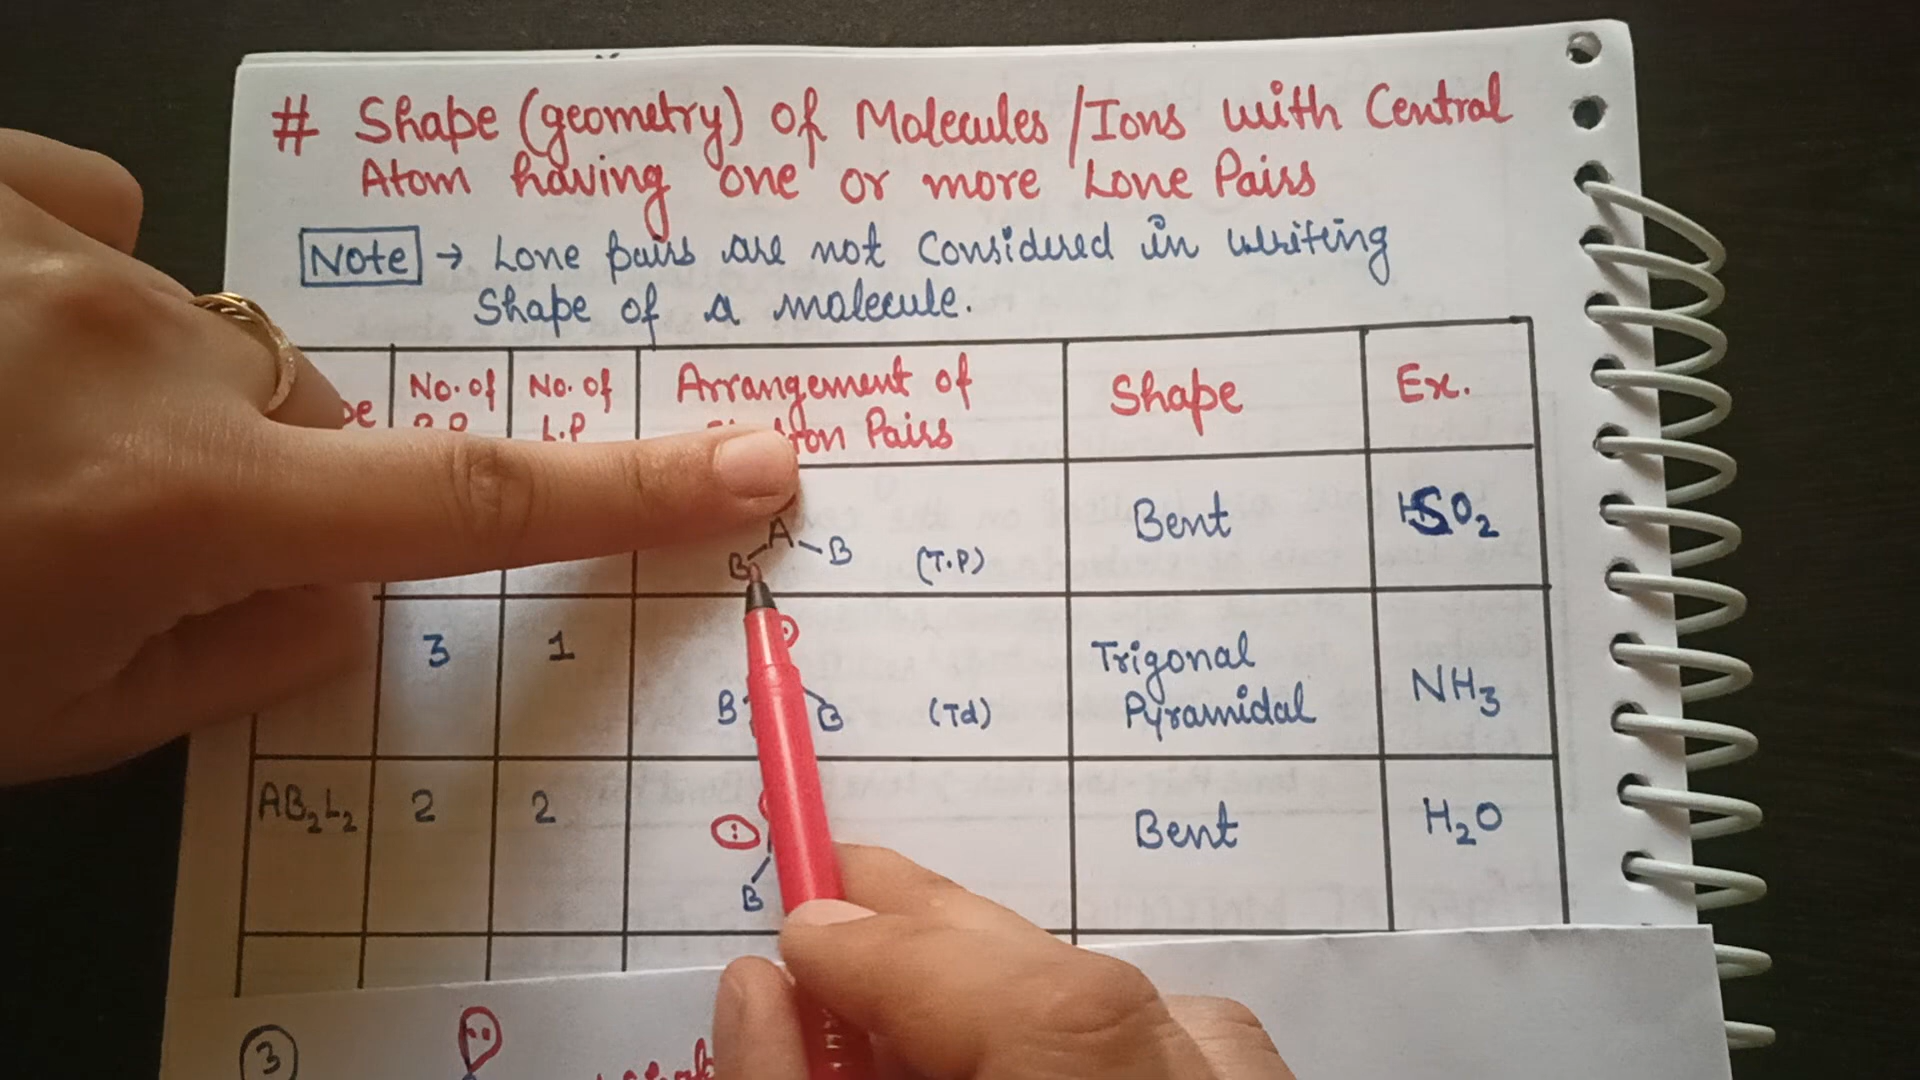 # Shape (geometry) of Molecules / Ions with Central
Atom having one or more Lone Pairs
Note → Lone pairs are not Considered in writing
Shape of a molecule.
No. of No. of Arrangement of Shape Ex.
L.P Pairs
A
B B (T.P) Bent SO2
3 1 Trigonal Pyramidal NH3
B B (Td)
AB2L2 2 2 Bent H2O
B
3